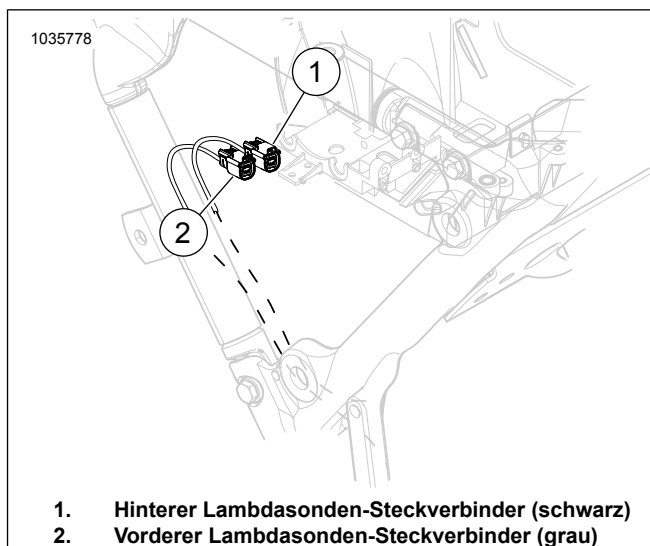 1035778
1
2
1. Hinterer Lambdasonden-Steckverbinder (schwarz)
2. Vorderer Lambdasonden-Steckverbinder (grau)